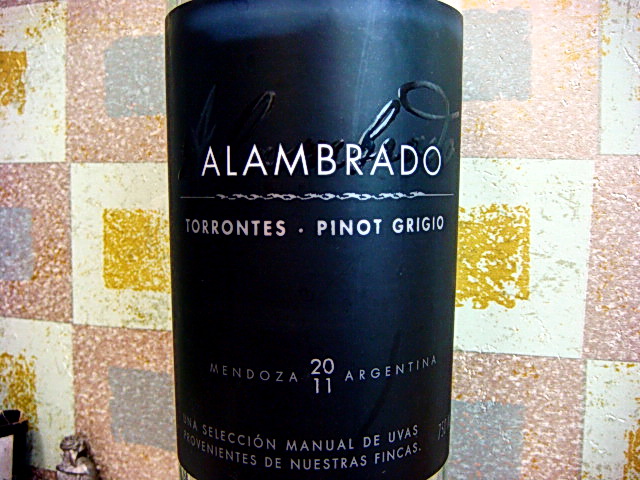 ALAMBRADO
TORRONTES · PINOT GRIGIO
MENDOZA 20 11 ARGENTINA
UNA SELECCIÓN MANUAL DE UVAS
PROVENIENTES DE NUESTRAS FINCAS.